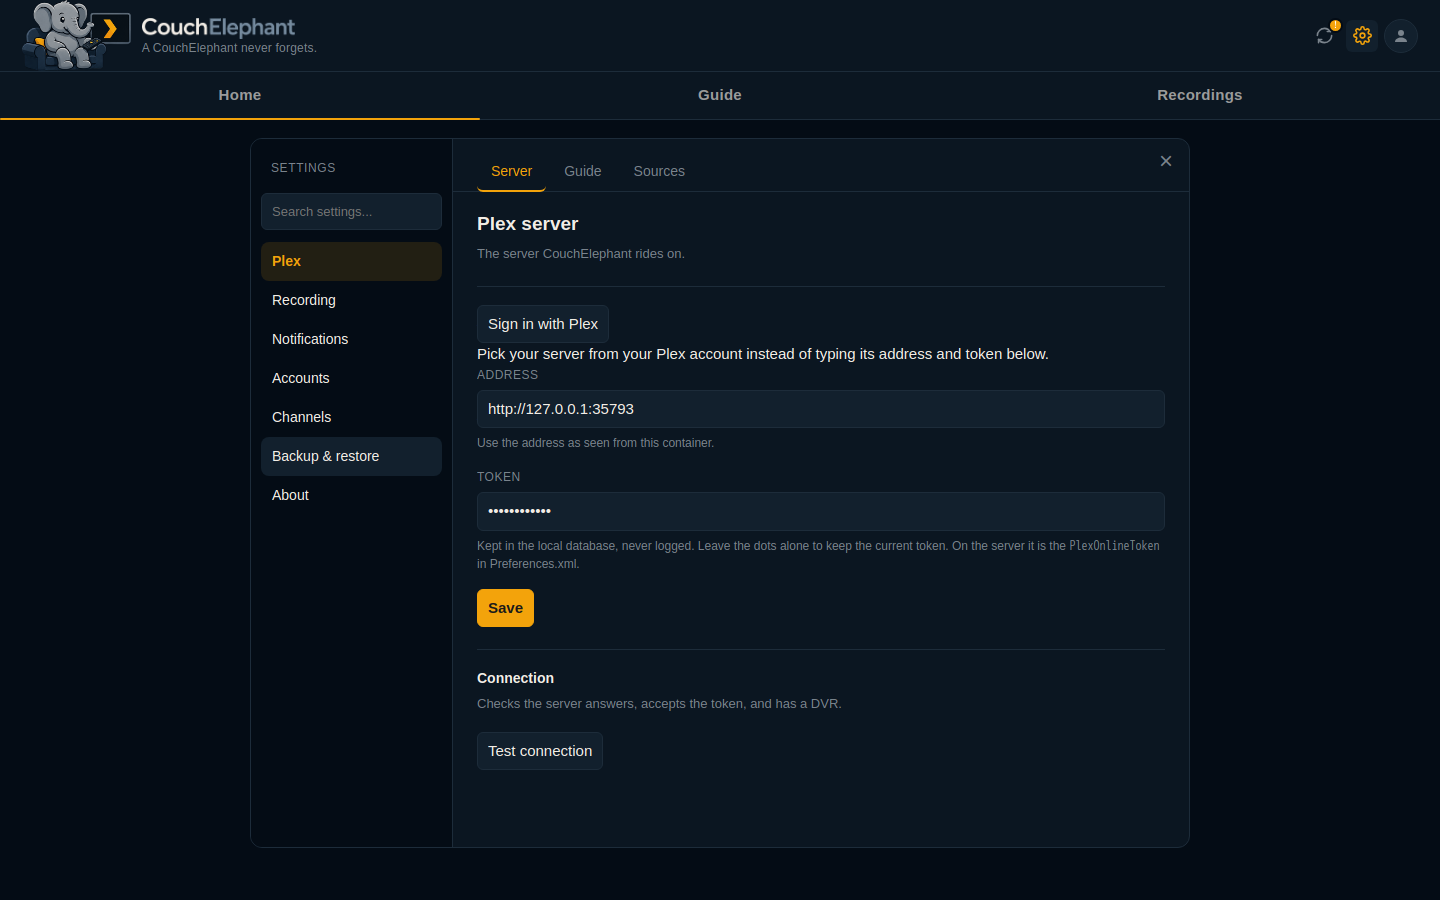 CouchElephant
A CouchElephant never forgets.
!
Home
Guide
Recordings
SETTINGS
Search settings...
Plex
Recording
Notifications
Accounts
Channels
Backup & restore
About
Server
Guide
Sources
Plex server
The server CouchElephant rides on.
Sign in with Plex
Pick your server from your Plex account instead of typing its address and token below.
ADDRESS
http://127.0.0.1:35793
Use the address as seen from this container.
TOKEN
••••••••••••
Kept in the local database, never logged. Leave the dots alone to keep the current token. On the server it is the PlexOnlineToken
in Preferences.xml.
Save
Connection
Checks the server answers, accepts the token, and has a DVR.
Test connection